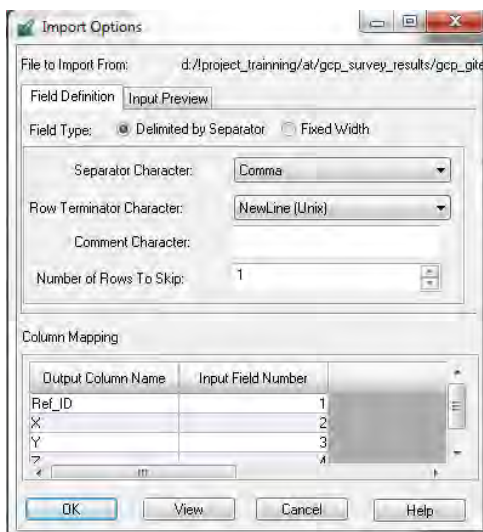 Import Options
File to Import From: d:/!project_trainning/at/gcp_survey_results/gcp_gite
Field Definition Input Preview
Field Type: Delimited by Separator Fixed Width
Separator Character: Comma
Row Terminator Character: NewLine (Unix)
Comment Character:
Number of Rows To Skip: 1
Column Mapping
Output Column Name Input Field Number
Ref_ID 1
X 2
Y 3
Z 4
OK View Cancel Help